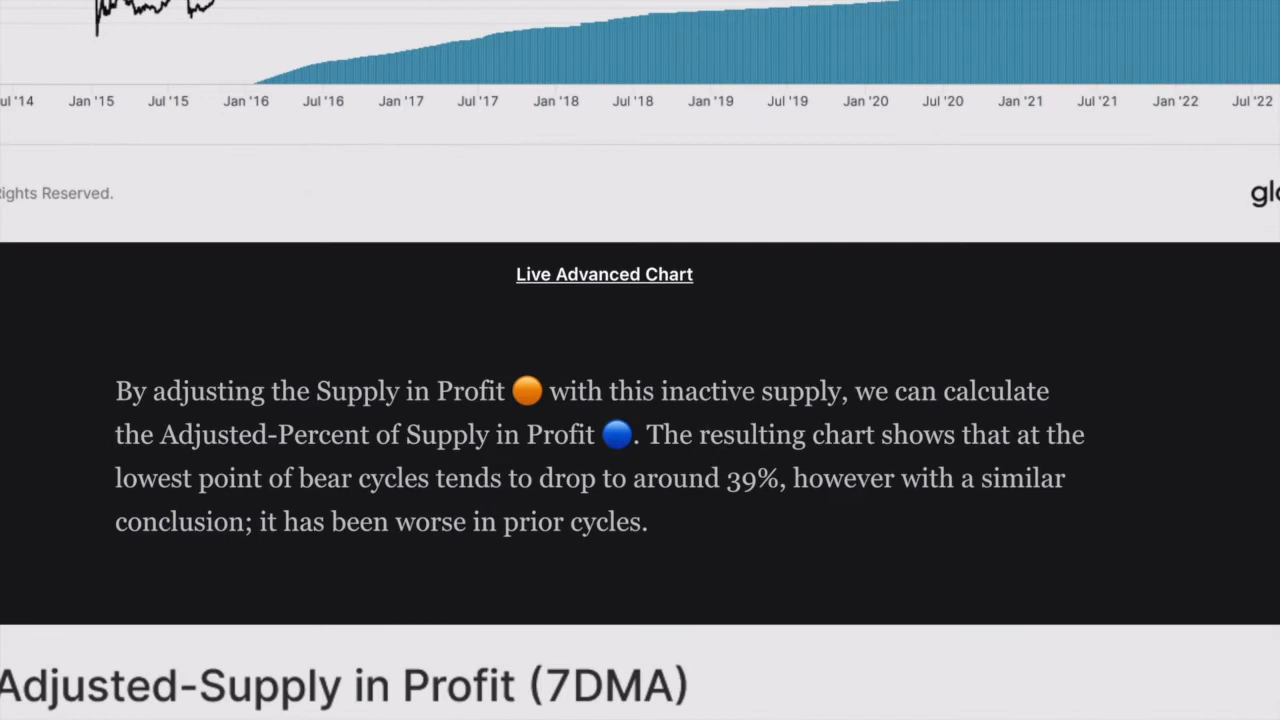 Jan '15 Jul '15 Jan '16 Jul '16 Jan '17 Jul '17 Jan '18 Jul '18 Jan '19 Jul '19 Jan '20 Jul '20 Jan '21 Jul '21 Jan '22 Jul '22
Rights Reserved.
Live Advanced Chart
By adjusting the Supply in Profit 🟠 with this inactive supply, we can calculate
the Adjusted-Percent of Supply in Profit 🔵. The resulting chart shows that at the
lowest point of bear cycles tends to drop to around 39%, however with a similar
conclusion; it has been worse in prior cycles.
Adjusted-Supply in Profit (7DMA)